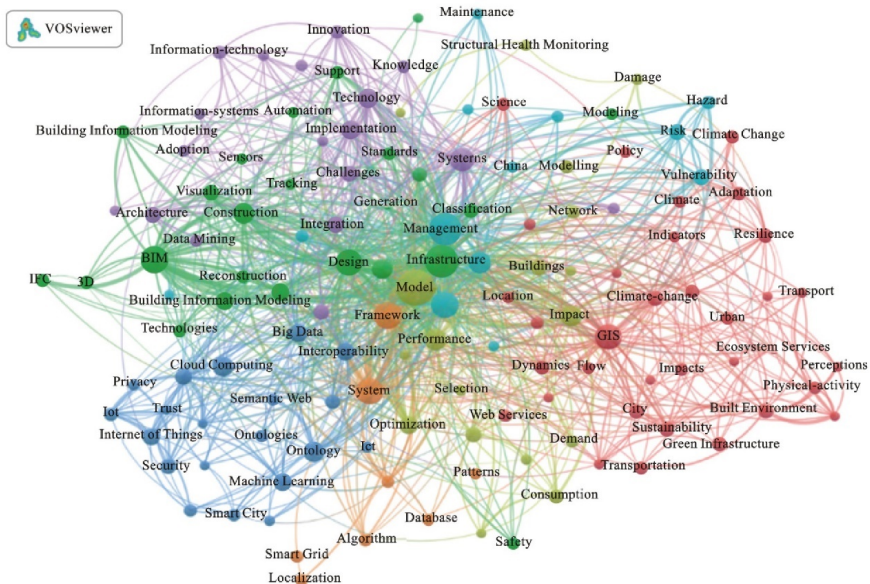 VOSviewer
Maintenance
Innovation
Information-technology
Structural Health Monitoring
Knowledge
Support
Damage
Technology
Science
Hazard
Information-systems
Automation
Modeling
Building Information Modeling
Implementation
Risk
Climate Change
Adoption
Standards
Policy
Sensors
Systems
China
Modelling
Challenges
Vulnerability
Tracking
Visualization
Adaptation
Generation
Climate
Architecture
Construction
Classification
Network
Integration
Management
Data Mining
Indicators
Resilience
BIM
Design
Infrastructure
Buildings
IFC
3D
Reconstruction
Model
Building Information Modeling
Location
Climate-change
Transport
Framework
Impact
Urban
Technologies
Big Data
Performance
GIS
Interoperability
Ecosystem Services
Cloud Computing
Dynamics
Flow
Impacts
Perceptions
Privacy
System
Selection
Physical-activity
Semantic Web
Iot
Trust
City
Built Environment
Web Services
Optimization
Sustainability
Internet of Things
Ontologies
Ict
Demand
Green Infrastructure
Ontology
Security
Patterns
Transportation
Machine Learning
Consumption
Smart City
Database
Algorithm
Safety
Smart Grid
Localization